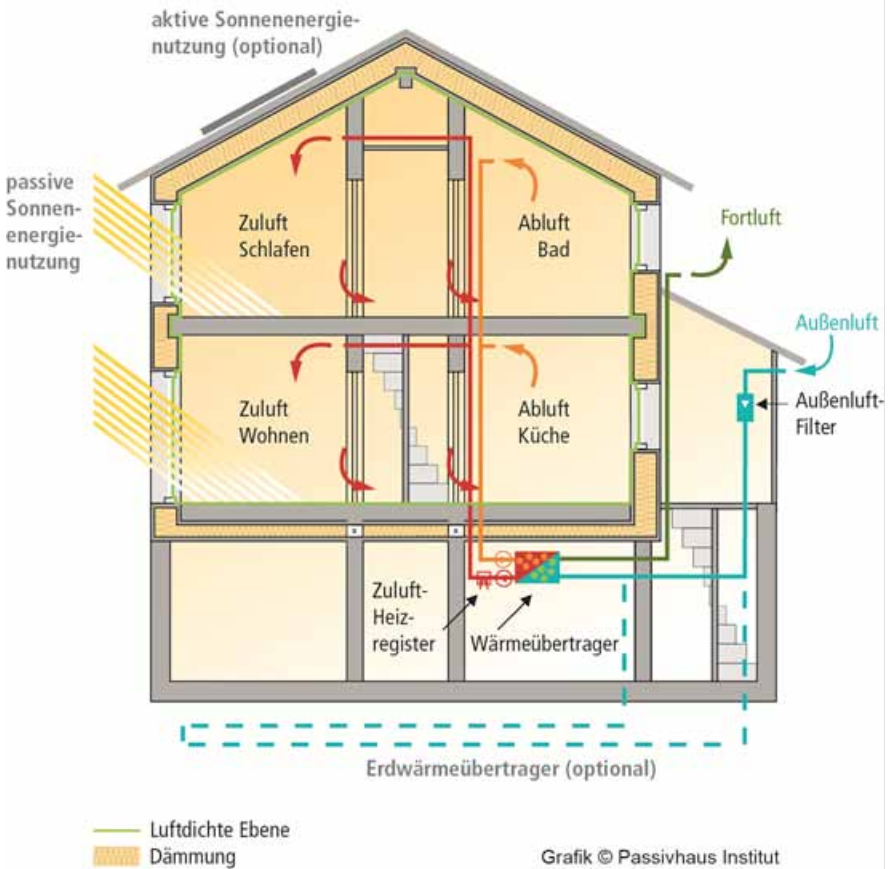 aktive Sonnenenergie-
nutzung (optional)
passive
Sonnen-
energie-
nutzung
Zuluft
Schlafen
Abluft
Bad
Fortluft
Außenluft
Zuluft
Wohnen
Abluft
Küche
Außenluft-
Filter
Zuluft-
Heiz-
register
Wärmeübertrager
Erdwärmeübertrager (optional)
Luftdichte Ebene
Dämmung
Grafik © Passivhaus Institut